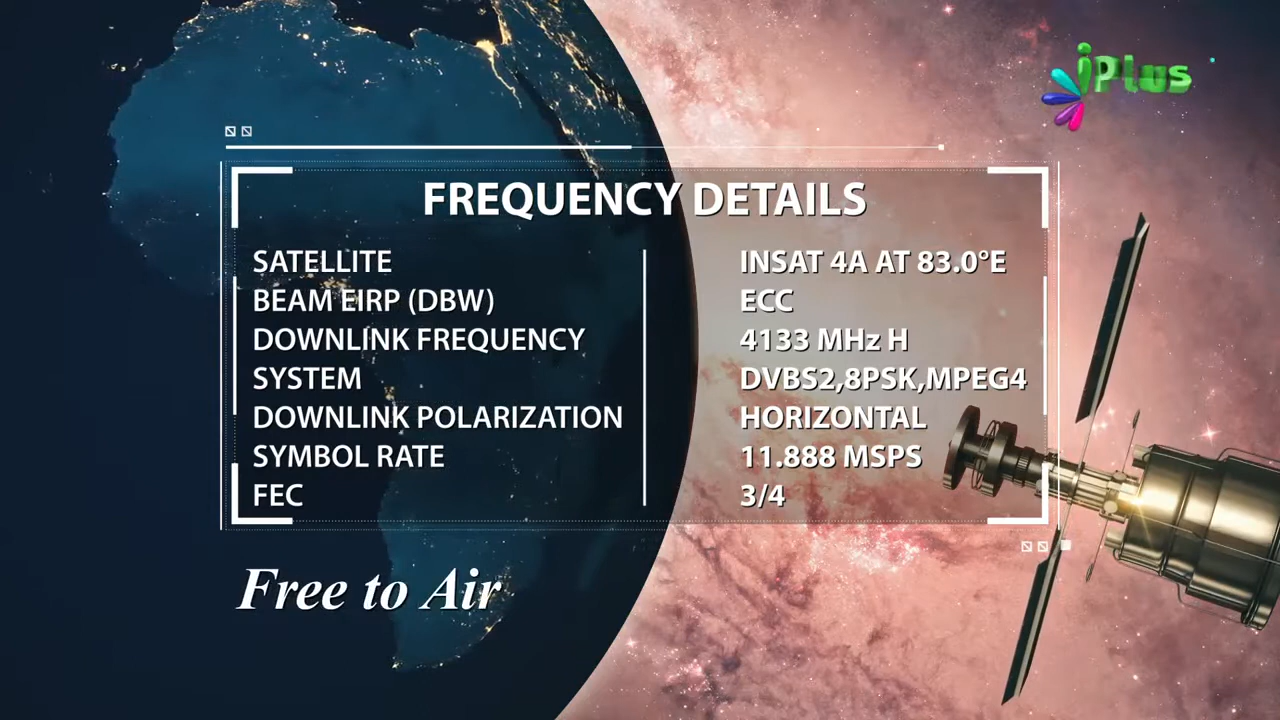 iPlus
FREQUENCY DETAILS
SATELLITE INSAT 4A AT 83.0°E
BEAM EIRP (DBW) ECC
DOWNLINK FREQUENCY 4133 MHz H
SYSTEM DVBS2,8PSK,MPEG4
DOWNLINK POLARIZATION HORIZONTAL
SYMBOL RATE 11.888 MSPS
FEC 3/4
Free to Air